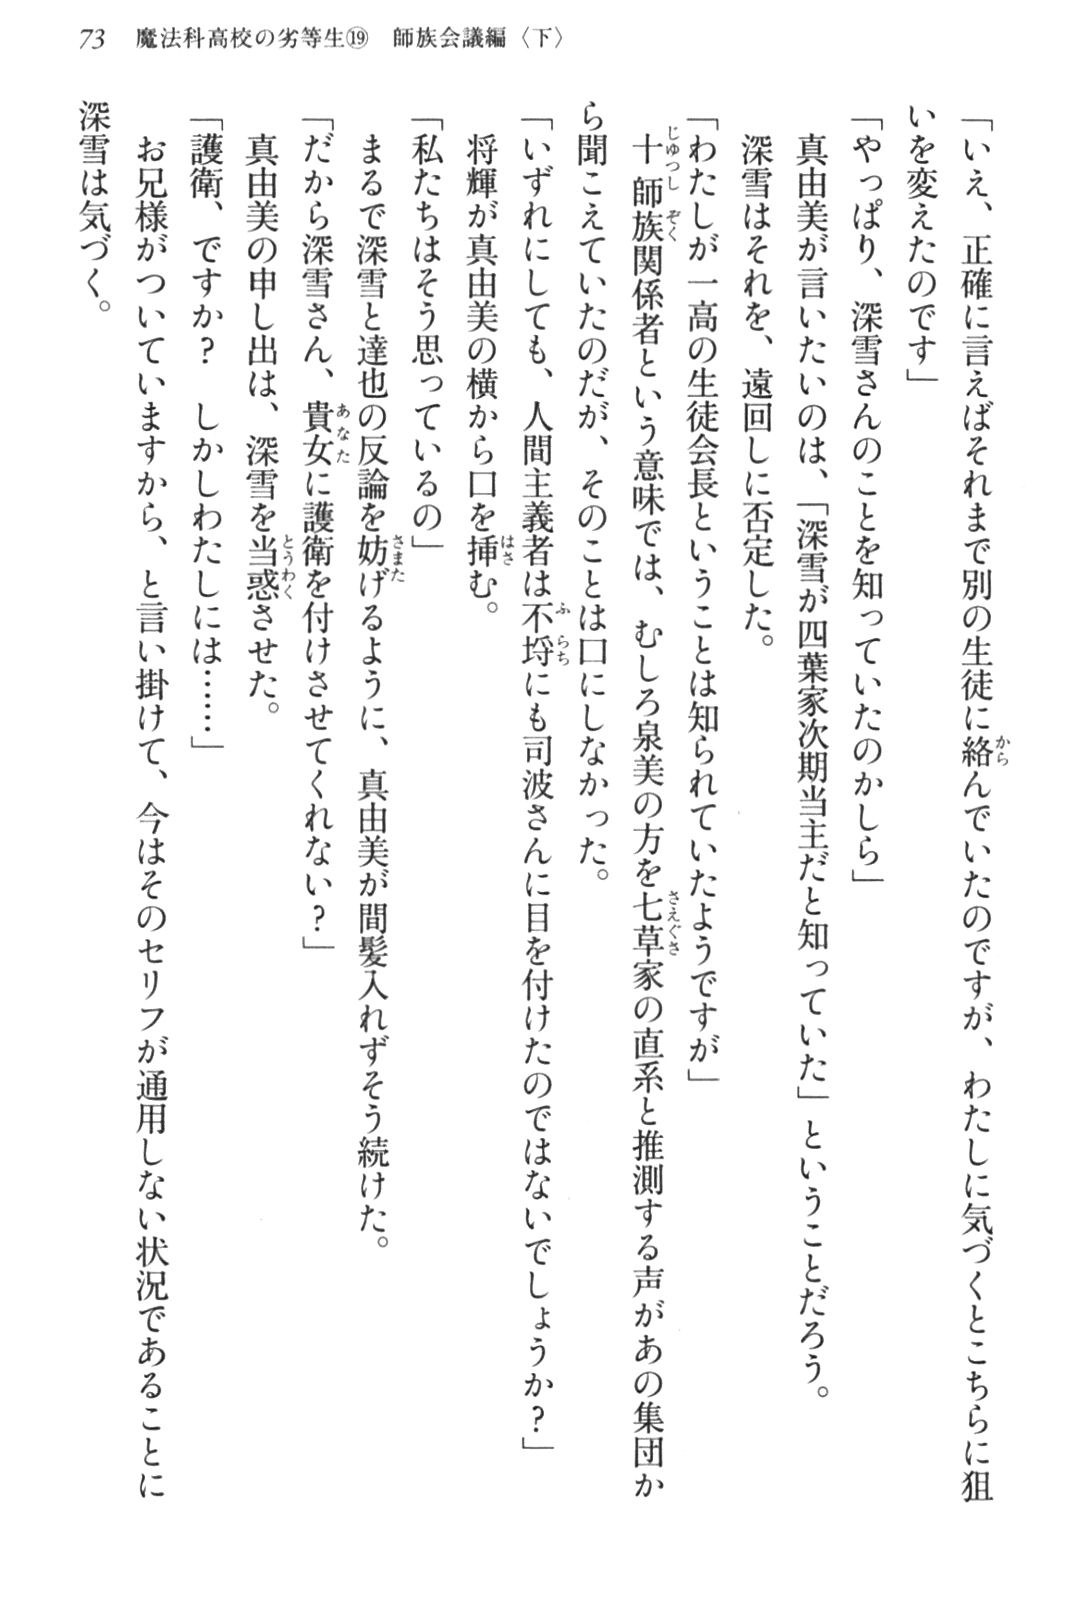 73　魔法科高校の劣等生⑲　師族会議編〈下〉
「いえ、正確に言えばそれまで別の生徒に絡んでいたのですが、わたしに気づくとこちらに狙
いを変えたのです」
「やっぱり、深雪さんのことを知っていたのかしら」
　真由美が言いたいのは、「深雪が四葉家次期当主だと知っていた」ということだろう。
　深雪はそれを、遠回しに否定した。
「わたしが一高の生徒会長ということは知られていたようですが」
　十師族関係者という意味では、むしろ泉美の方を七草家の直系と推測する声があの集団か
ら聞こえていたのだが、そのことは口にしなかった。
「いずれにしても、人間主義者は不埒にも司波さんに目を付けたのではないでしょうか？」
　将輝が真由美の横から口を挿む。
「私たちはそう思っているの」
　まるで深雪と達也の反論を妨げるように、真由美が間髪入れずそう続けた。
「だから深雪さん、貴女に護衛を付けさせてくれない？」
　真由美の申し出は、深雪を当惑させた。
「護衛、ですか？　しかしわたしには……」
　お兄様がついていますから、と言い掛けて、今はそのセリフが通用しない状況であることに
深雪は気づく。